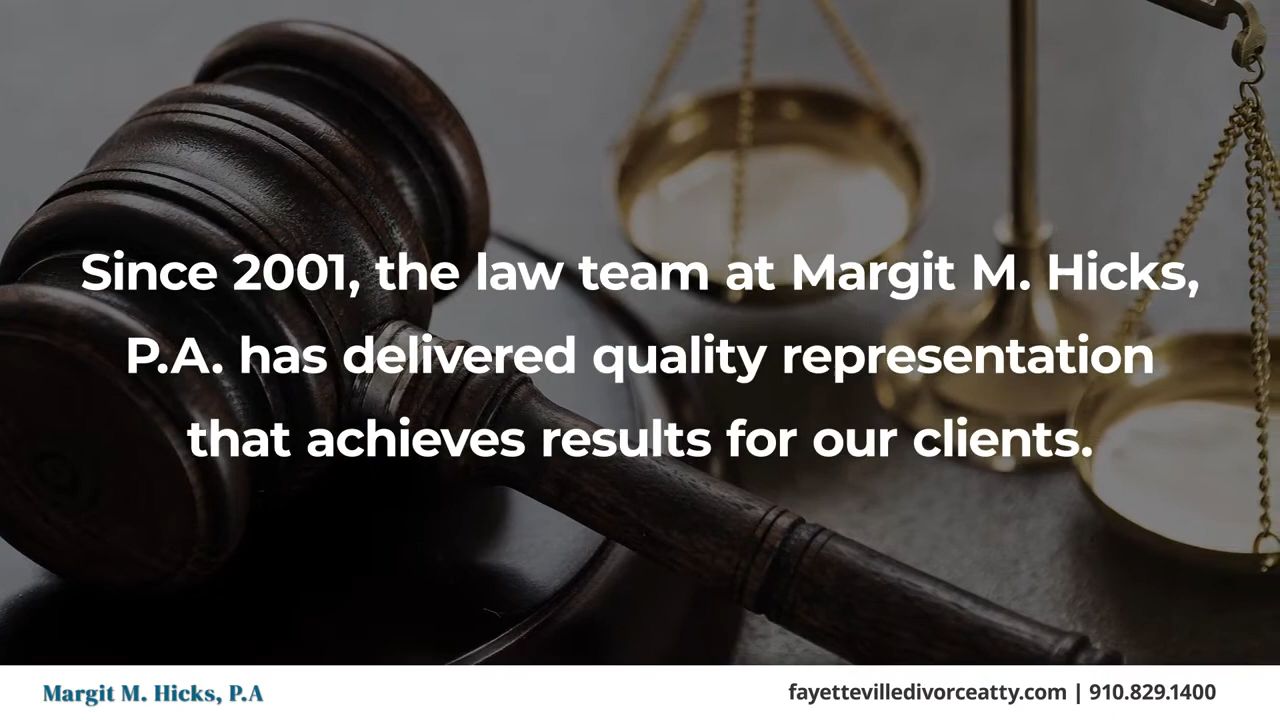 Since 2001, the law team at Margit M. Hicks,
P.A. has delivered quality representation
that achieves results for our clients.
Margit M. Hicks, P.A
fayettevilledivorceatty.com | 910.829.1400